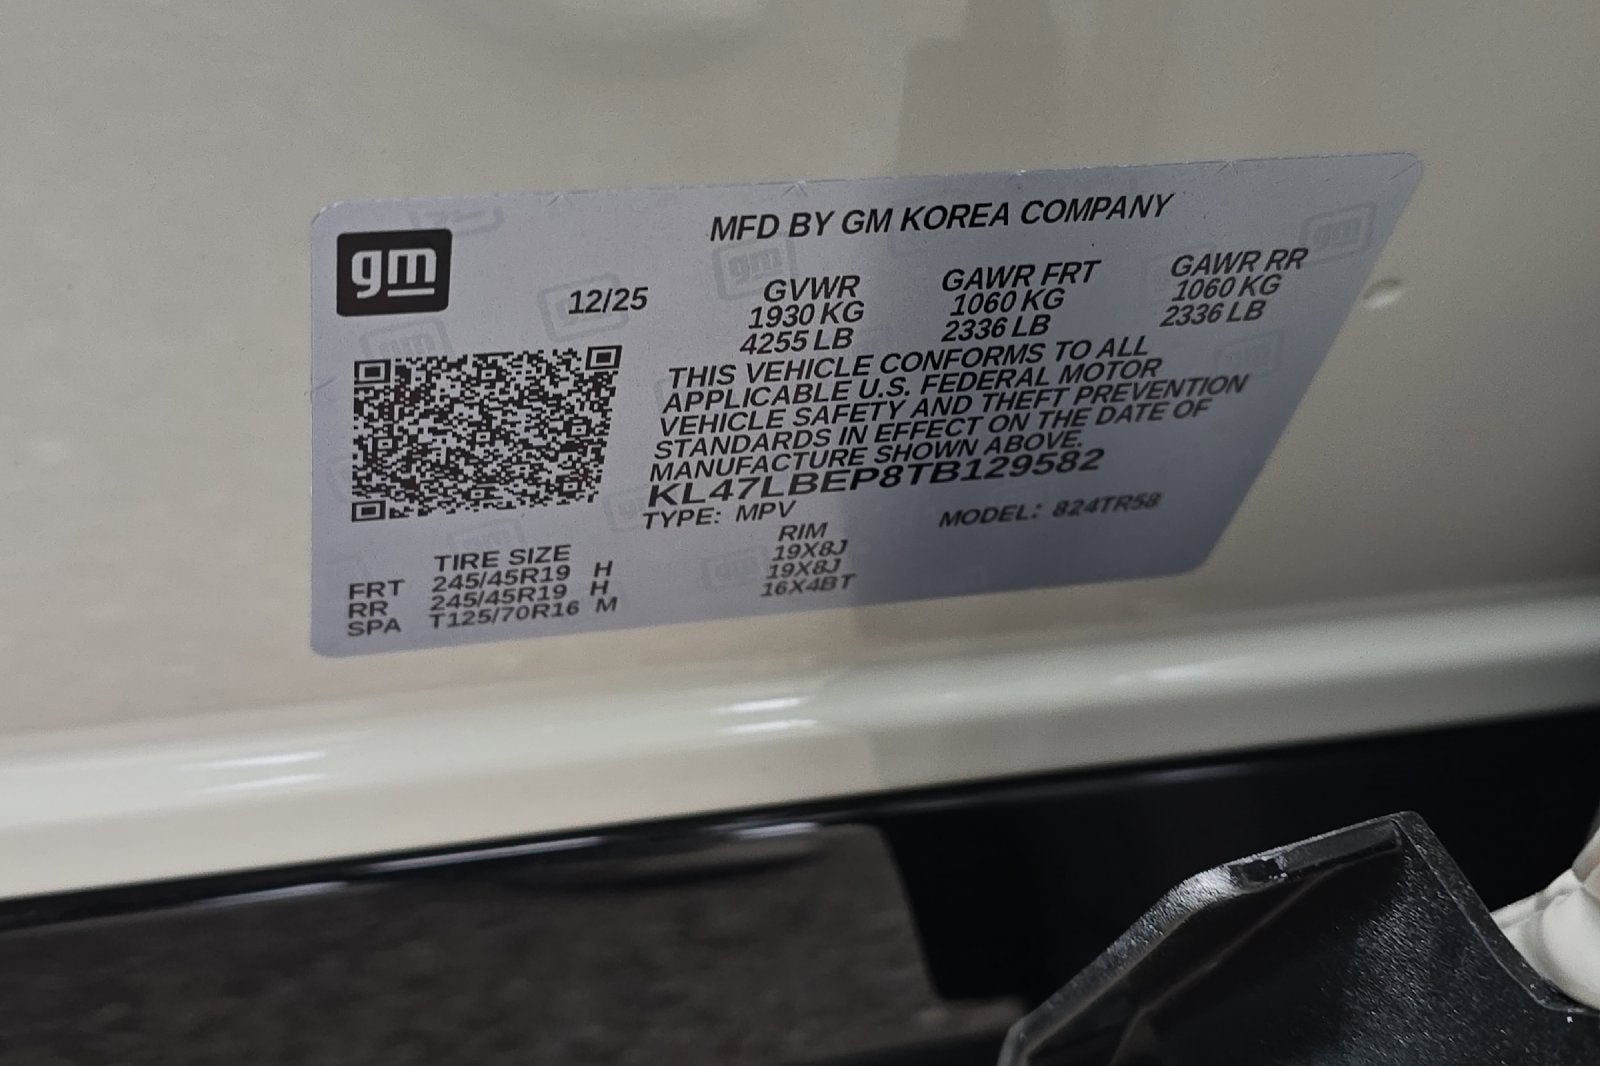 gm
MFD BY GM KOREA COMPANY
12/25
GVWR GAWR FRT GAWR RR
1930 KG 1060 KG 1060 KG
4255 LB 2336 LB 2336 LB
THIS VEHICLE CONFORMS TO ALL
APPLICABLE U.S. FEDERAL MOTOR
VEHICLE SAFETY AND THEFT PREVENTION
STANDARDS IN EFFECT ON THE DATE OF
MANUFACTURE SHOWN ABOVE.
KL47LBEP8TB129582
TYPE: MPV MODEL: 824TR58
TIRE SIZE RIM
FRT 245/45R19 H 19X8J
RR 245/45R19 H 19X8J
SPA T125/70R16 M 16X4BT